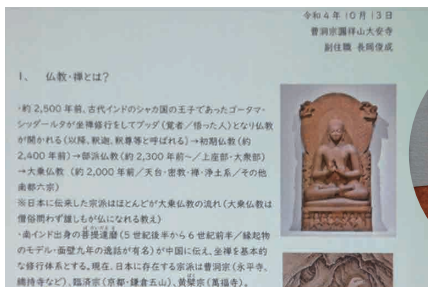 令和4年10月13日
曹洞宗圓祥山大安寺
副住職 長岡俊成
1、 仏教・禅とは?
・約2,500年前、古代インドのシャカ国の王子であったゴータマ・
シッダールタが坐禅修行をしてブッダ(覚者/悟った人)となり仏教
が開かれる(以降、釈迦、釈尊等と呼ばれる)→初期仏教(約
2,400年前)→部派仏教(約2,300年前~/上座部・大衆部)
→大乗仏教(約2,000年前/天台・密教・禅・浄土系/その他
南都六宗)
※日本に伝来した宗派はほとんどが大乗仏教の流れ(大乗仏教は
僧俗問わず誰しもが仏になれる教え)
・南インド出身の菩提達磨(5世紀後半から6世紀前半/縁起物
のモデル・面壁九年の逸話が有名)が中国に伝え、坐禅を基本的
な修行体系とする。現在、日本に存在する宗派は曹洞宗(永平寺、
總持寺など)、臨済宗(京都・鎌倉五山)、黄檗宗(萬福寺)。